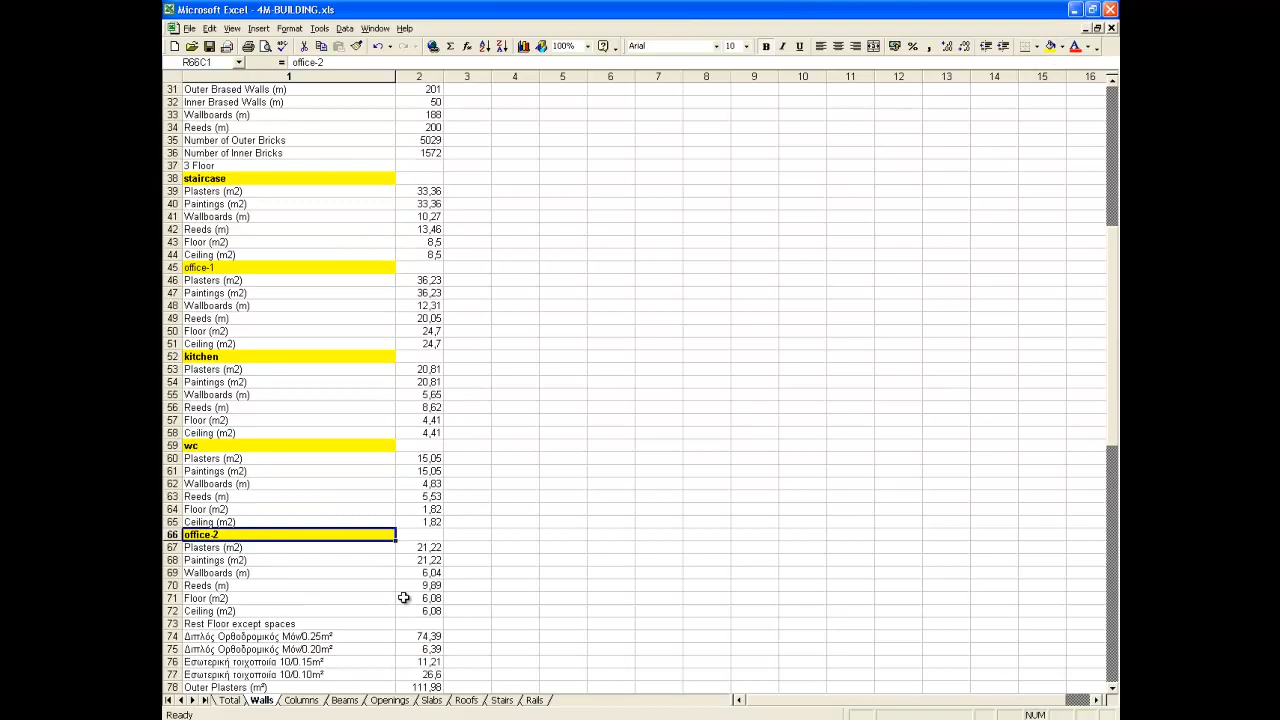 Microsoft Excel - 4M-BUILDING.xls
File Edit View Insert Format Tools Data Window Help
100% Arial 10 B I U
R66C1 = office-2
1 2 3 4 5 6 7 8 9 10 11 12 13 14 15 16
31 Outer Brased Walls (m) 201
32 Inner Brased Walls (m) 50
33 Wallboards (m) 188
34 Reeds (m) 200
35 Number of Outer Bricks 5029
36 Number of Inner Bricks 1572
37 3 Floor
38 staircase
39 Plasters (m2) 33,36
40 Paintings (m2) 33,36
41 Wallboards (m) 10,27
42 Reeds (m) 13,46
43 Floor (m2) 8,5
44 Ceiling (m2) 8,5
45 office-1
46 Plasters (m2) 36,23
47 Paintings (m2) 36,23
48 Wallboards (m) 12,31
49 Reeds (m) 20,05
50 Floor (m2) 24,7
51 Ceiling (m2) 24,7
52 kitchen
53 Plasters (m2) 20,81
54 Paintings (m2) 20,81
55 Wallboards (m) 5,65
56 Reeds (m) 8,62
57 Floor (m2) 4,41
58 Ceiling (m2) 4,41
59 wc
60 Plasters (m2) 15,05
61 Paintings (m2) 15,05
62 Wallboards (m) 4,83
63 Reeds (m) 5,53
64 Floor (m2) 1,82
65 Ceiling (m2) 1,82
66 office-2
67 Plasters (m2) 21,22
68 Paintings (m2) 21,22
69 Wallboards (m) 6,04
70 Reeds (m) 9,89
71 Floor (m2) 6,08
72 Ceiling (m2) 6,08
73 Rest Floor except spaces
74 Διπλός Ορθοδρομικός Μόν/0.25m² 74,39
75 Διπλός Ορθοδρομικός Μόν/0.20m² 6,39
76 Εσωτερική τοιχοποιία 10/0.15m² 11,21
77 Εσωτερική τοιχοποιία 10/0.10m² 26,6
78 Outer Plasters (m²) 111,98
Total Walls Columns Beams Openings Slabs Roofs Stairs Rails
Ready NUM